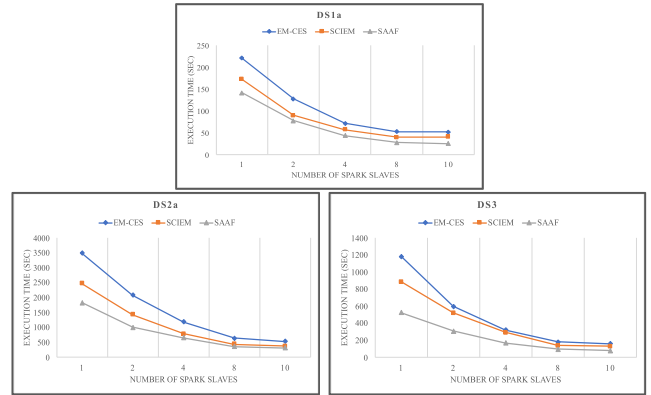 DS1a
EM-CES SCIEM SAAF
EXECUTION TIME (SEC)
250
200
150
100
50
0
1 2 4 8 10
NUMBER OF SPARK SLAVES
DS2a
EM-CES SCIEM SAAF
EXECUTION TIME (SEC)
4000
3500
3000
2500
2000
1500
1000
500
0
1 2 4 8 10
NUMBER OF SPARK SLAVES
DS3
EM-CES SCIEM SAAF
EXECUTION TIME (SEC)
1400
1200
1000
800
600
400
200
0
1 2 4 8 10
NUMBER OF SPARK SLAVES